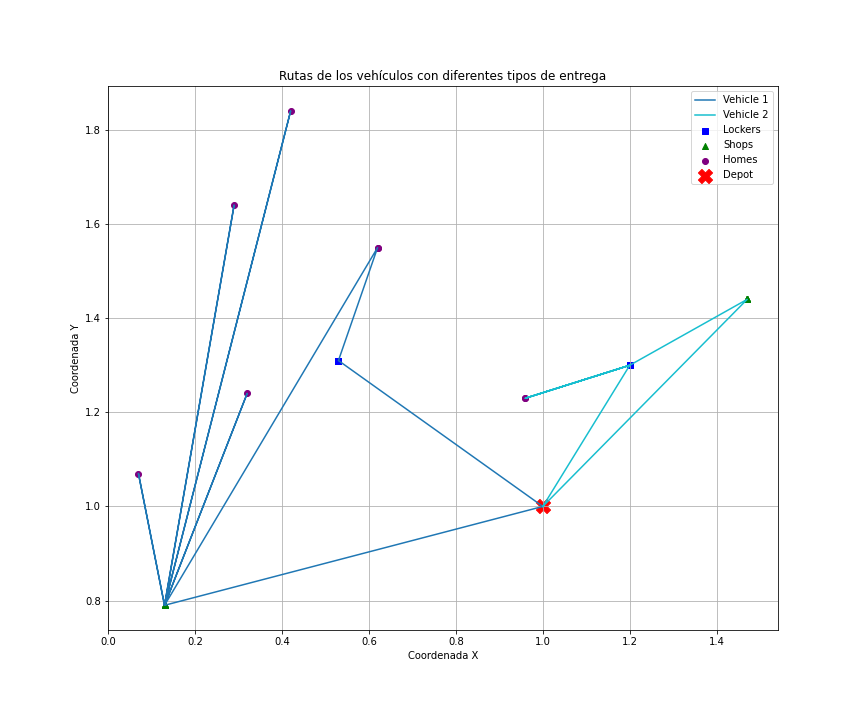 Rutas de los vehículos con diferentes tipos de entrega
Vehicle 1
Vehicle 2
Lockers
Shops
Homes
Depot
Coordenada Y
1.8
1.6
1.4
1.2
1.0
0.8
0.0 0.2 0.4 0.6 0.8 1.0 1.2 1.4
Coordenada X